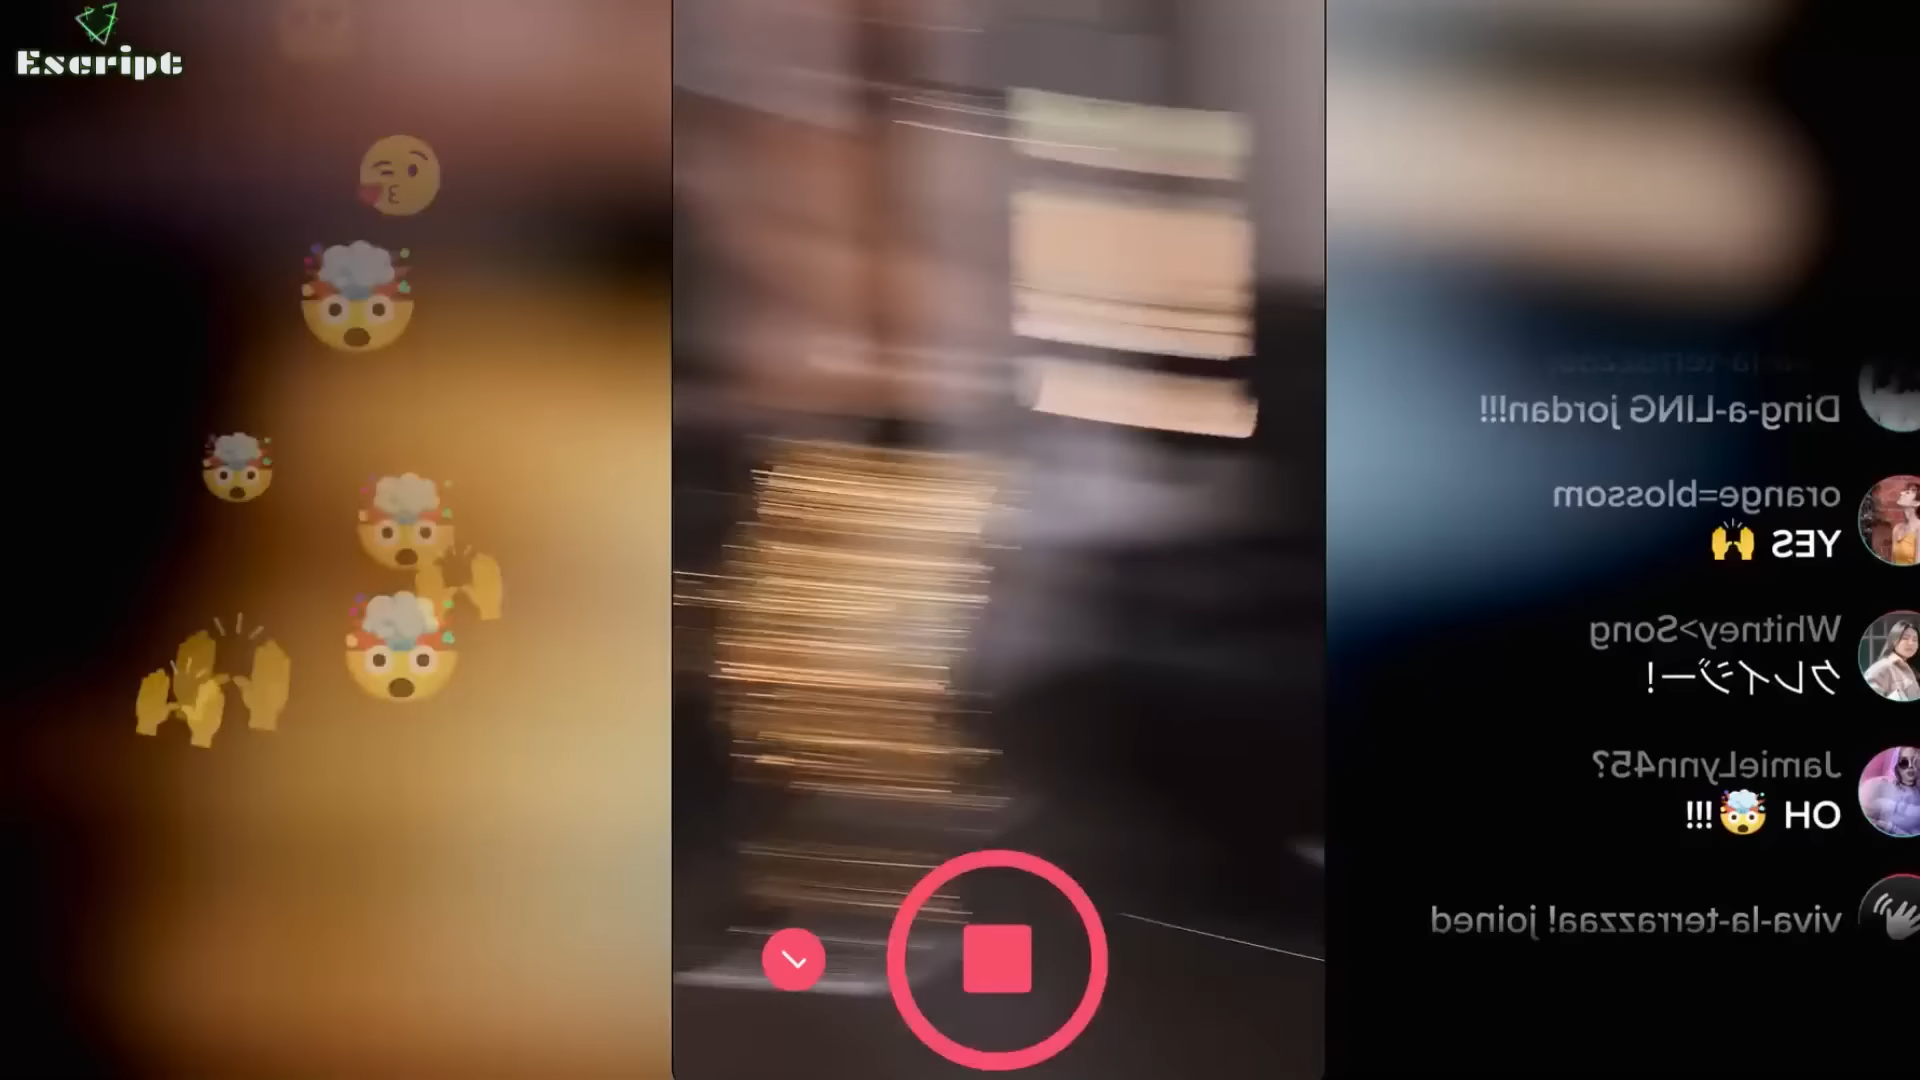 Escript
Ding-a-LING jordan!!!
orange=blossom
YES 🙌
Whitney>Song
クレイジー!
JamieLynn45?
OH 🤯!!!
viva-la-terrazzaa! joined